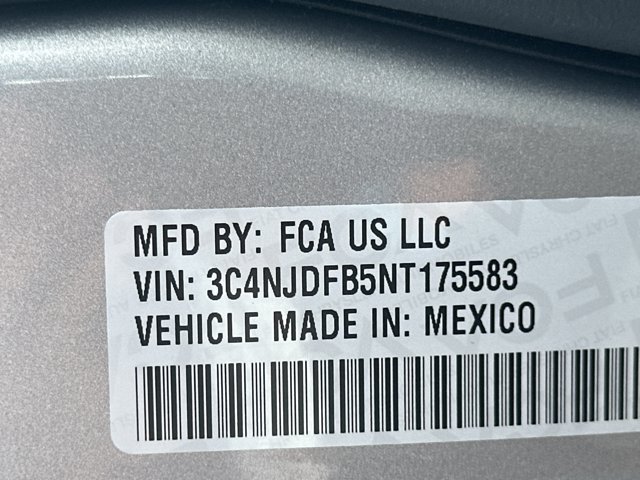 MFD BY: FCA US LLC
VIN: 3C4NJDFB5NT175583
VEHICLE MADE IN: MEXICO